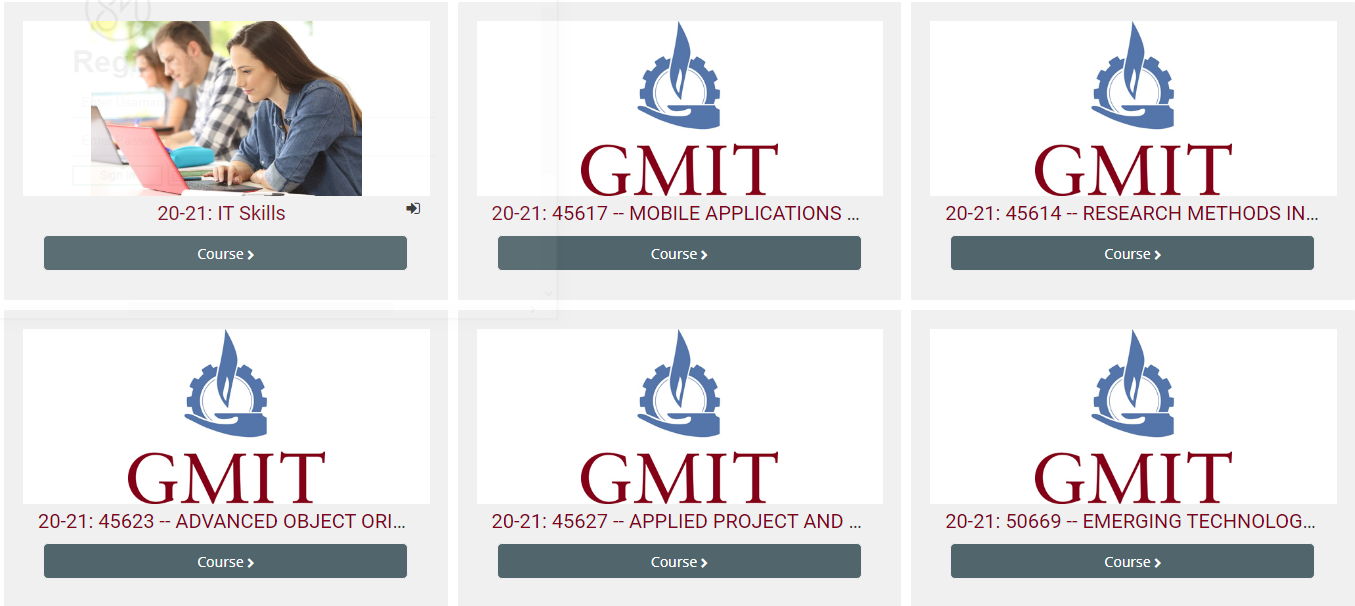 GMIT
GMIT
20-21: IT Skills
20-21: 45617 -- MOBILE APPLICATIONS ...
20-21: 45614 -- RESEARCH METHODS IN...
Course
Course
Course
GMIT
GMIT
GMIT
20-21: 45623 -- ADVANCED OBJECT ORI...
20-21: 45627 -- APPLIED PROJECT AND ...
20-21: 50669 -- EMERGING TECHNOLOG...
Course
Course
Course